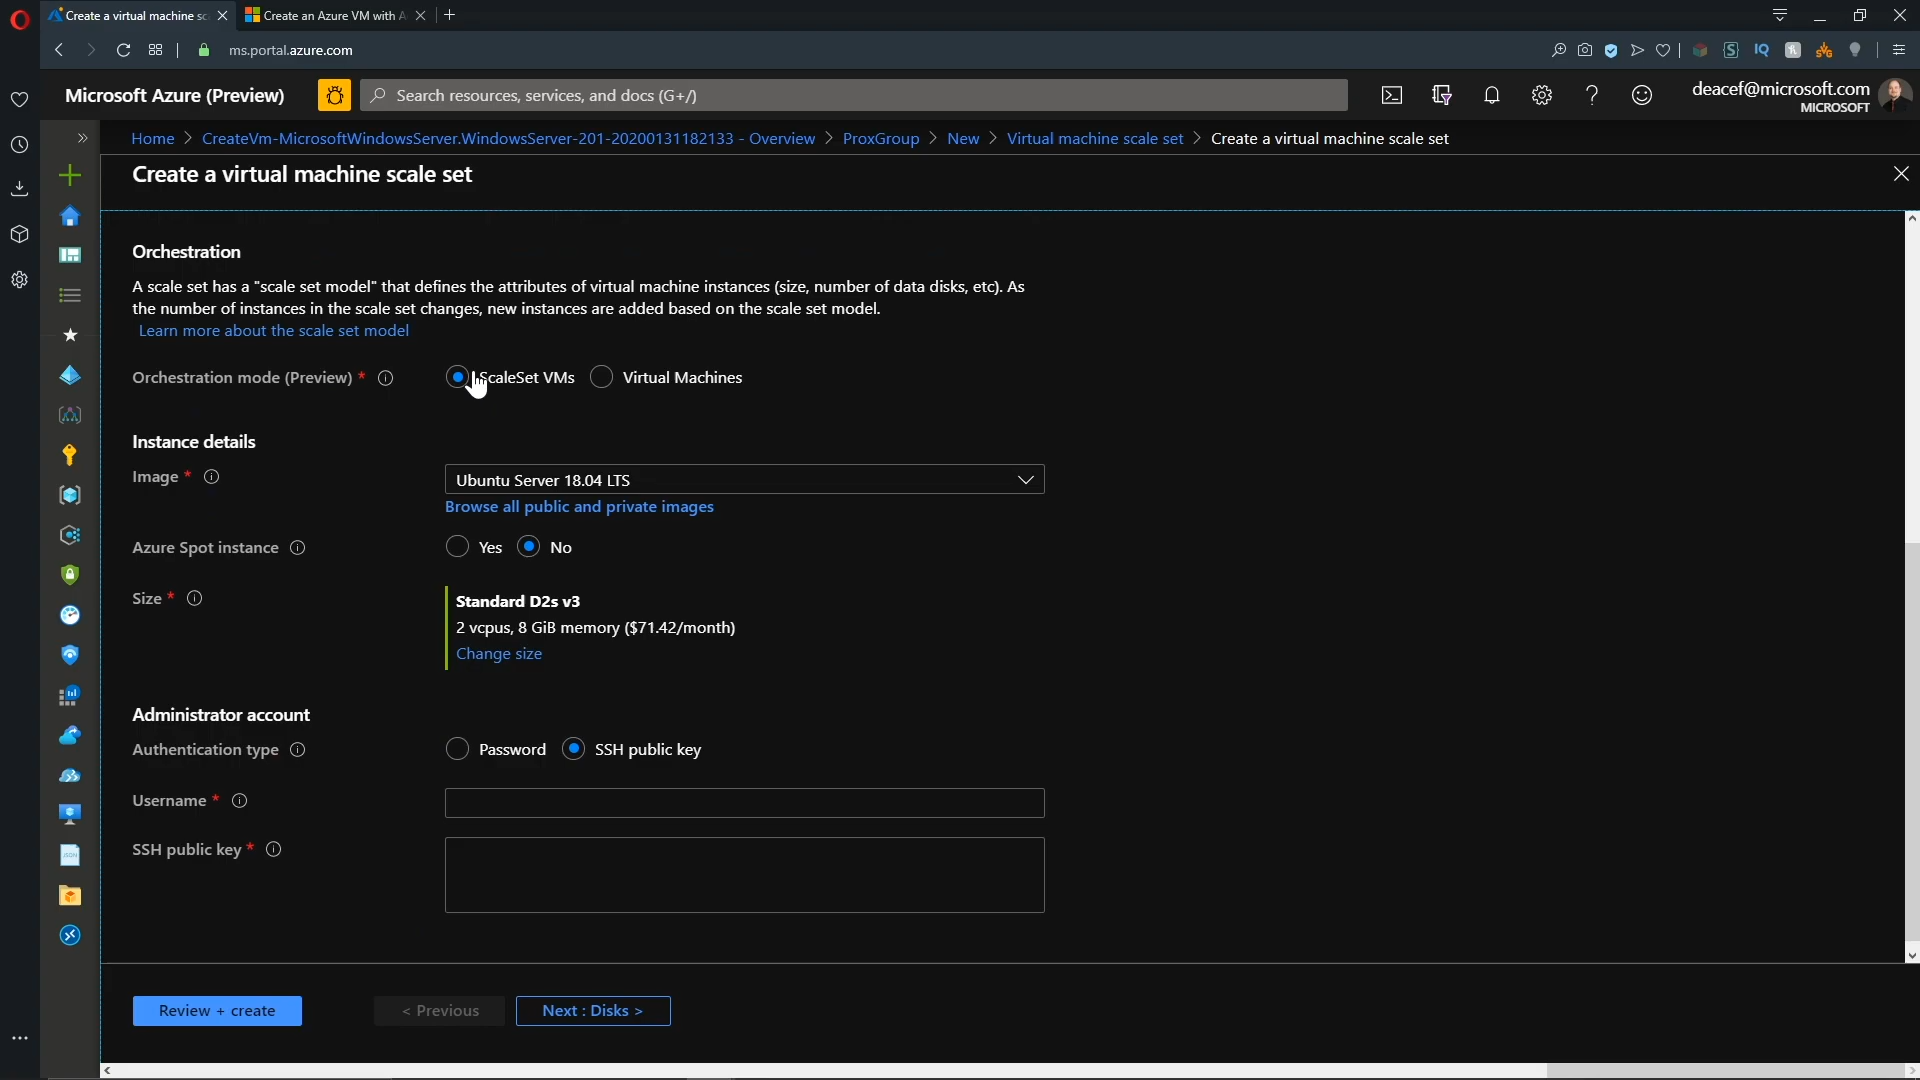 Create a virtual machine sc
Create an Azure VM with A
ms.portal.azure.com
Microsoft Azure (Preview)
Search resources, services, and docs (G+/)
deacef@microsoft.com
MICROSOFT
Home > CreateVm-MicrosoftWindowsServer.WindowsServer-201-20200131182133 - Overview > ProxGroup > New > Virtual machine scale set > Create a virtual machine scale set
Create a virtual machine scale set
Orchestration
A scale set has a "scale set model" that defines the attributes of virtual machine instances (size, number of data disks, etc). As
the number of instances in the scale set changes, new instances are added based on the scale set model.
Learn more about the scale set model
Orchestration mode (Preview) * ScaleSet VMs Virtual Machines
Instance details
Image * Ubuntu Server 18.04 LTS
Browse all public and private images
Azure Spot instance Yes No
Size * Standard D2s v3
2 vcpus, 8 GiB memory ($71.42/month)
Change size
Administrator account
Authentication type Password SSH public key
Username *
SSH public key *
Review + create < Previous Next : Disks >